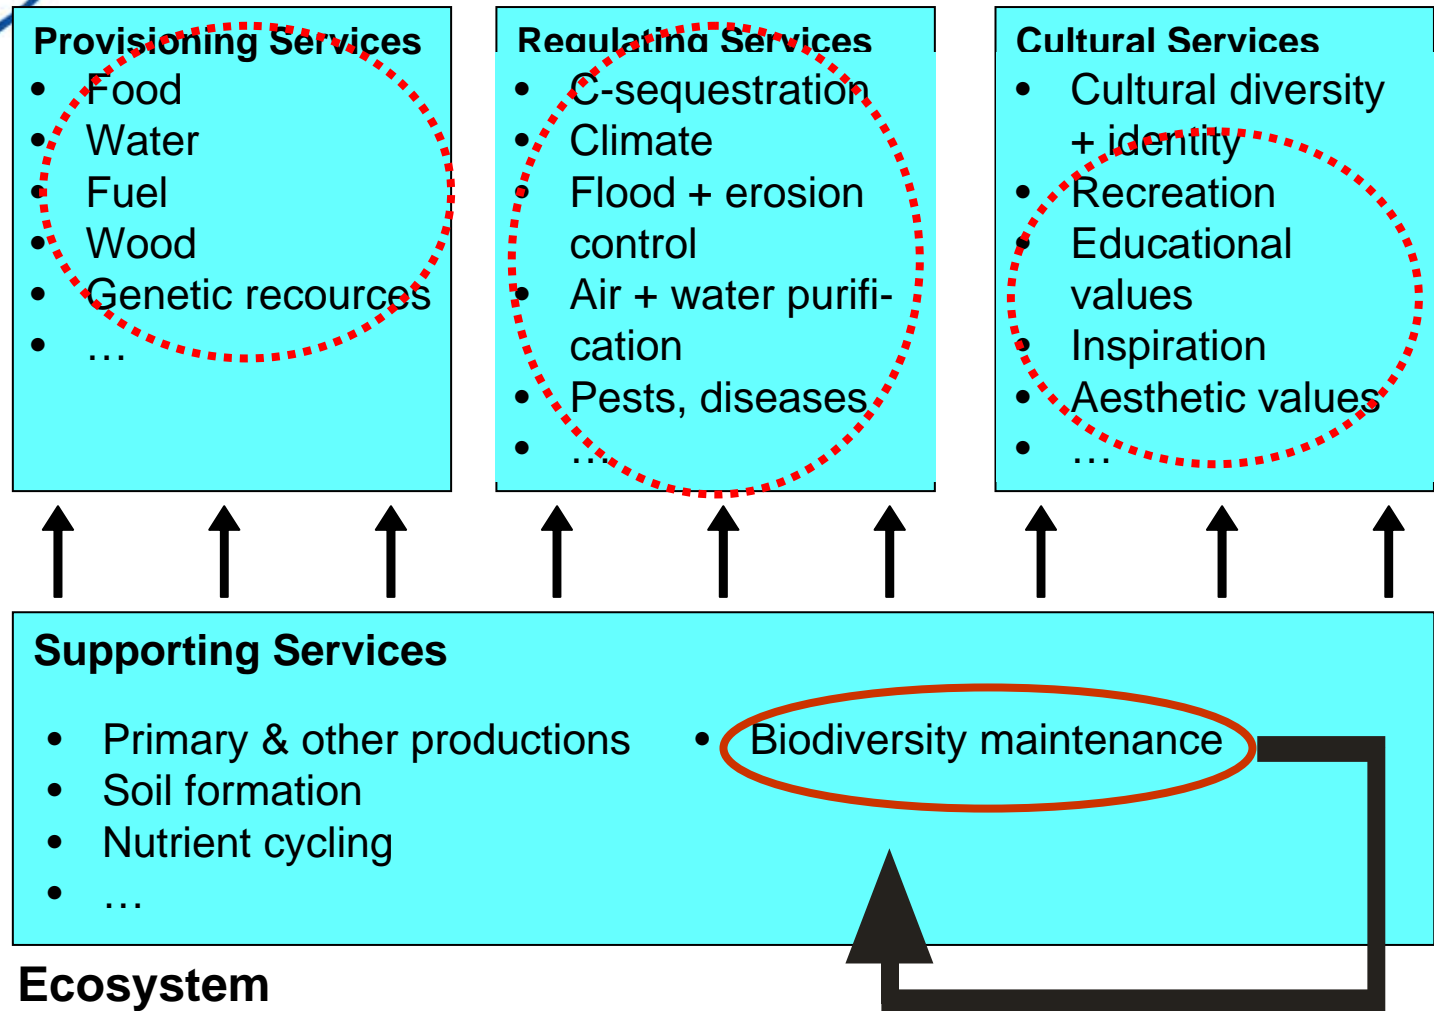 Provisioning Services
• Food
• Water
• Fuel
• Wood
• Genetic recources
• …
Regulating Services
• C-sequestration
• Climate
• Flood + erosion
control
• Air + water purifi-
cation
• Pests, diseases
• …
Cultural Services
• Cultural diversity
+ identity
• Recreation
• Educational
values
• Inspiration
• Aesthetic values
• …
Supporting Services
• Primary & other productions
• Soil formation
• Nutrient cycling
• …
• Biodiversity maintenance
Ecosystem